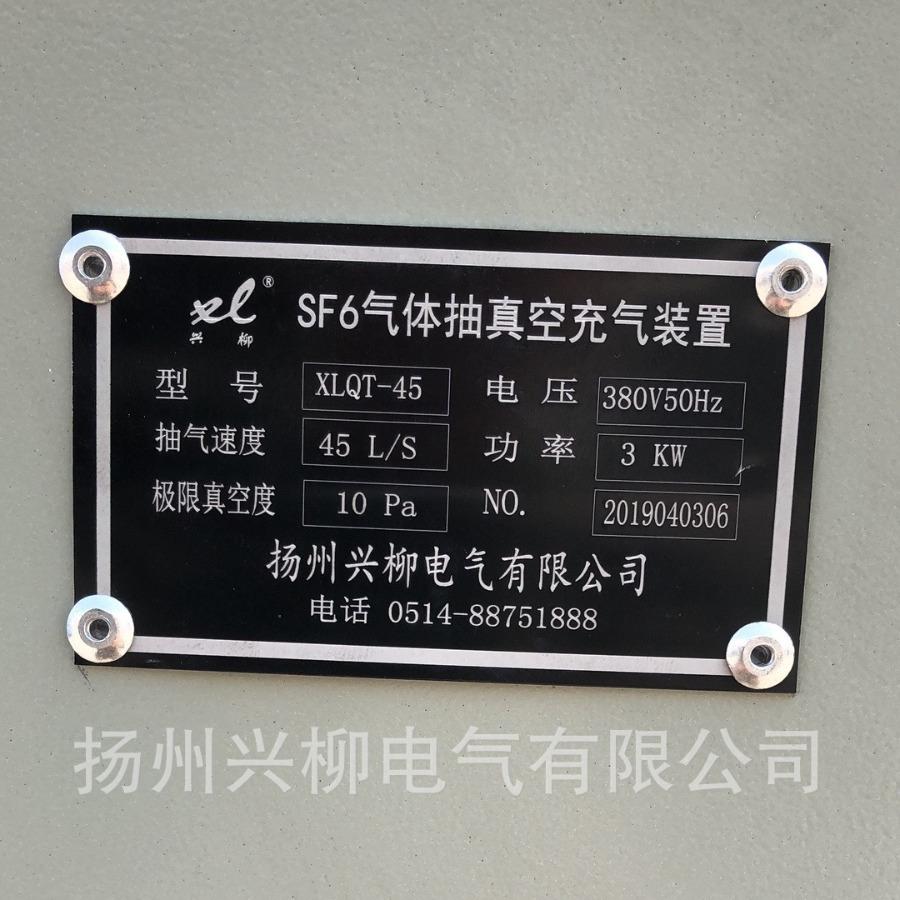 xl®
兴柳
SF6气体抽真空充气装置
型号 XLQT-45 电压 380V50Hz
抽气速度 45 L/S 功率 3 KW
极限真空度 10 Pa NO. 2019040306
扬州兴柳电气有限公司
电话 0514-88751888
扬州兴柳电气有限公司